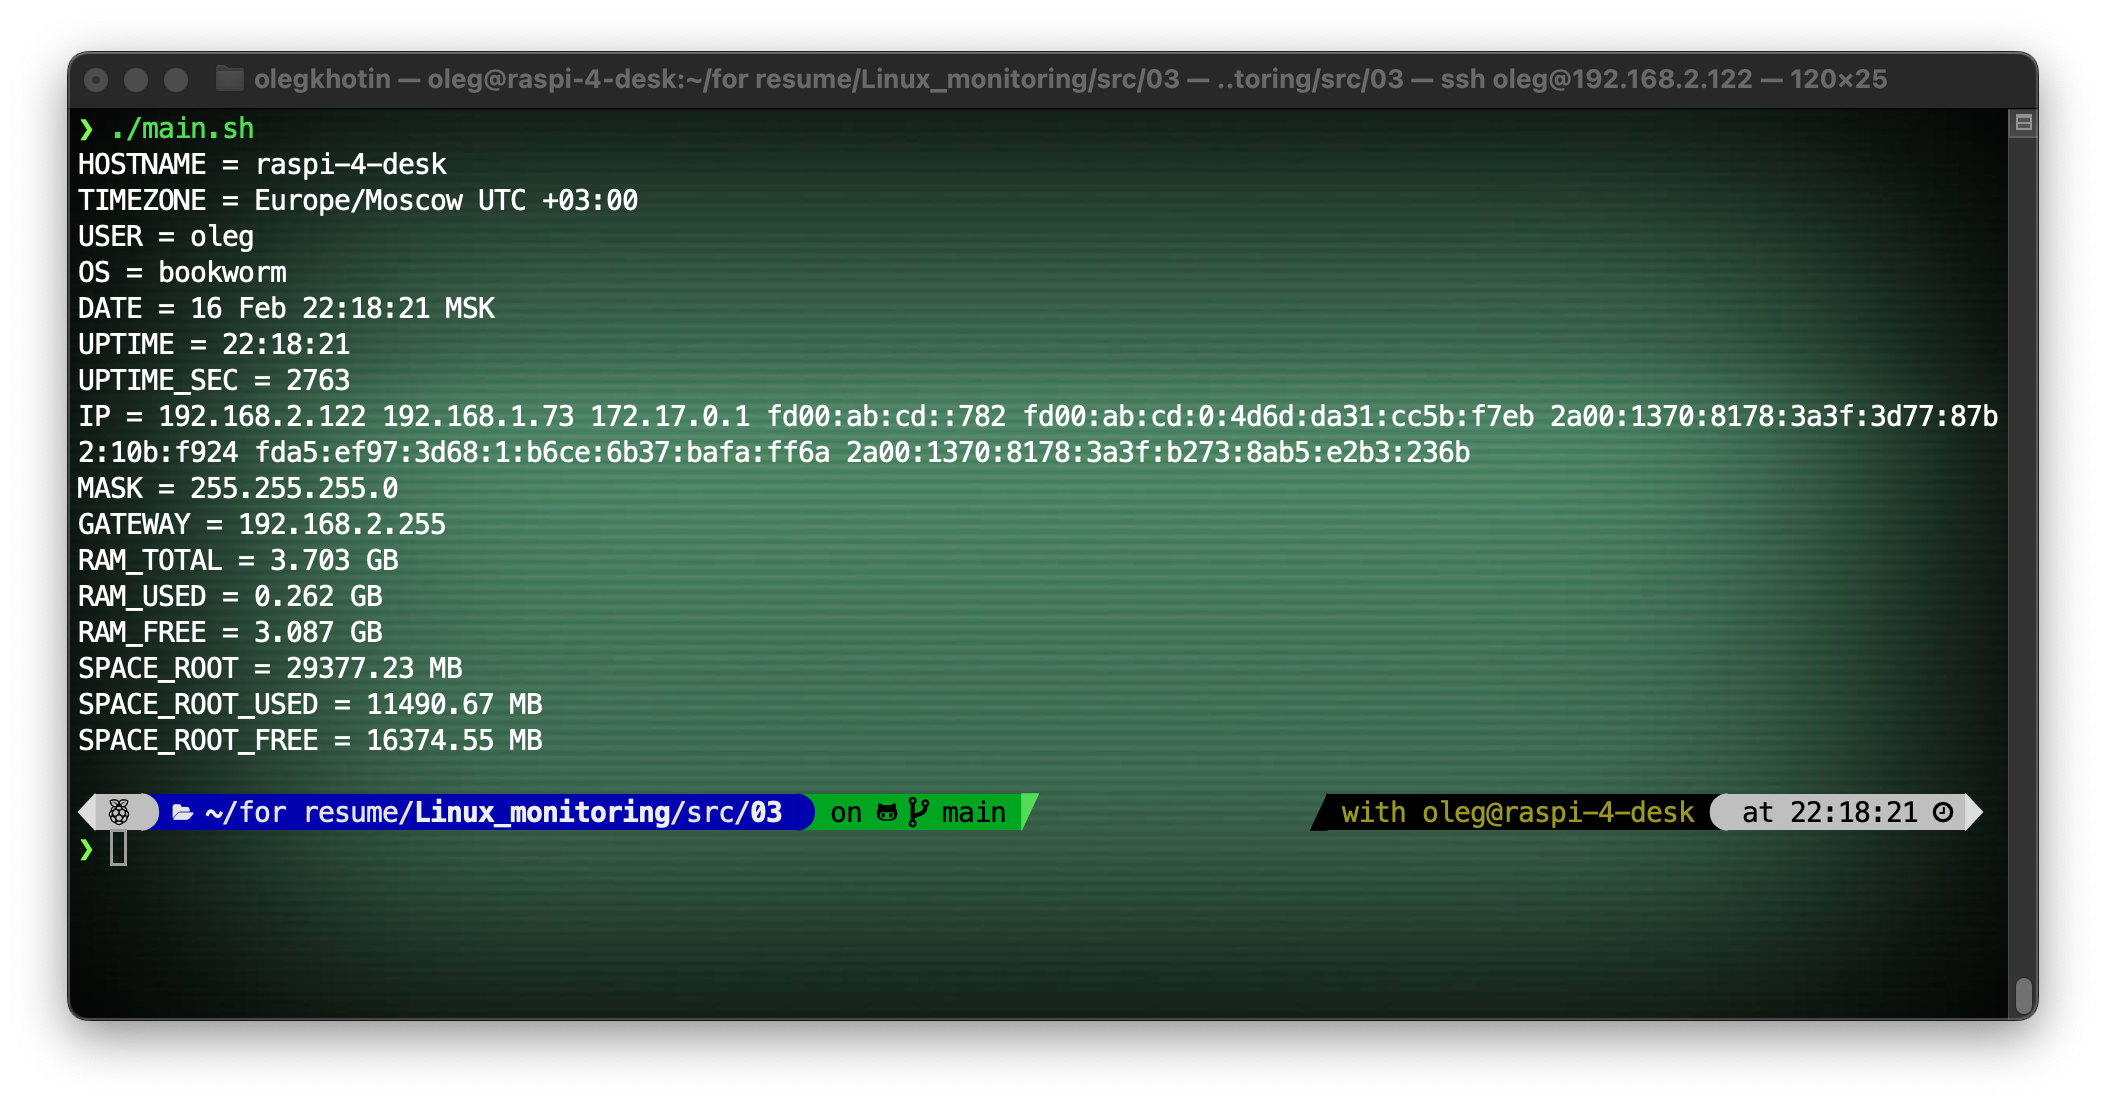 olegkhotin — oleg@raspi-4-desk:~/for resume/Linux_monitoring/src/03 — ..toring/src/03 — ssh oleg@192.168.2.122 — 120×25
❯ ./main.sh
HOSTNAME = raspi-4-desk
TIMEZONE = Europe/Moscow UTC +03:00
USER = oleg
OS = bookworm
DATE = 16 Feb 22:18:21 MSK
UPTIME = 22:18:21
UPTIME_SEC = 2763
IP = 192.168.2.122 192.168.1.73 172.17.0.1 fd00:ab:cd::782 fd00:ab:cd:0:4d6d:da31:cc5b:f7eb 2a00:1370:8178:3a3f:3d77:87b
2:10b:f924 fda5:ef97:3d68:1:b6ce:6b37:bafa:ff6a 2a00:1370:8178:3a3f:b273:8ab5:e2b3:236b
MASK = 255.255.255.0
GATEWAY = 192.168.2.255
RAM_TOTAL = 3.703 GB
RAM_USED = 0.262 GB
RAM_FREE = 3.087 GB
SPACE_ROOT = 29377.23 MB
SPACE_ROOT_USED = 11490.67 MB
SPACE_ROOT_FREE = 16374.55 MB
~/for resume/Linux_monitoring/src/03 on main with oleg@raspi-4-desk at 22:18:21
❯